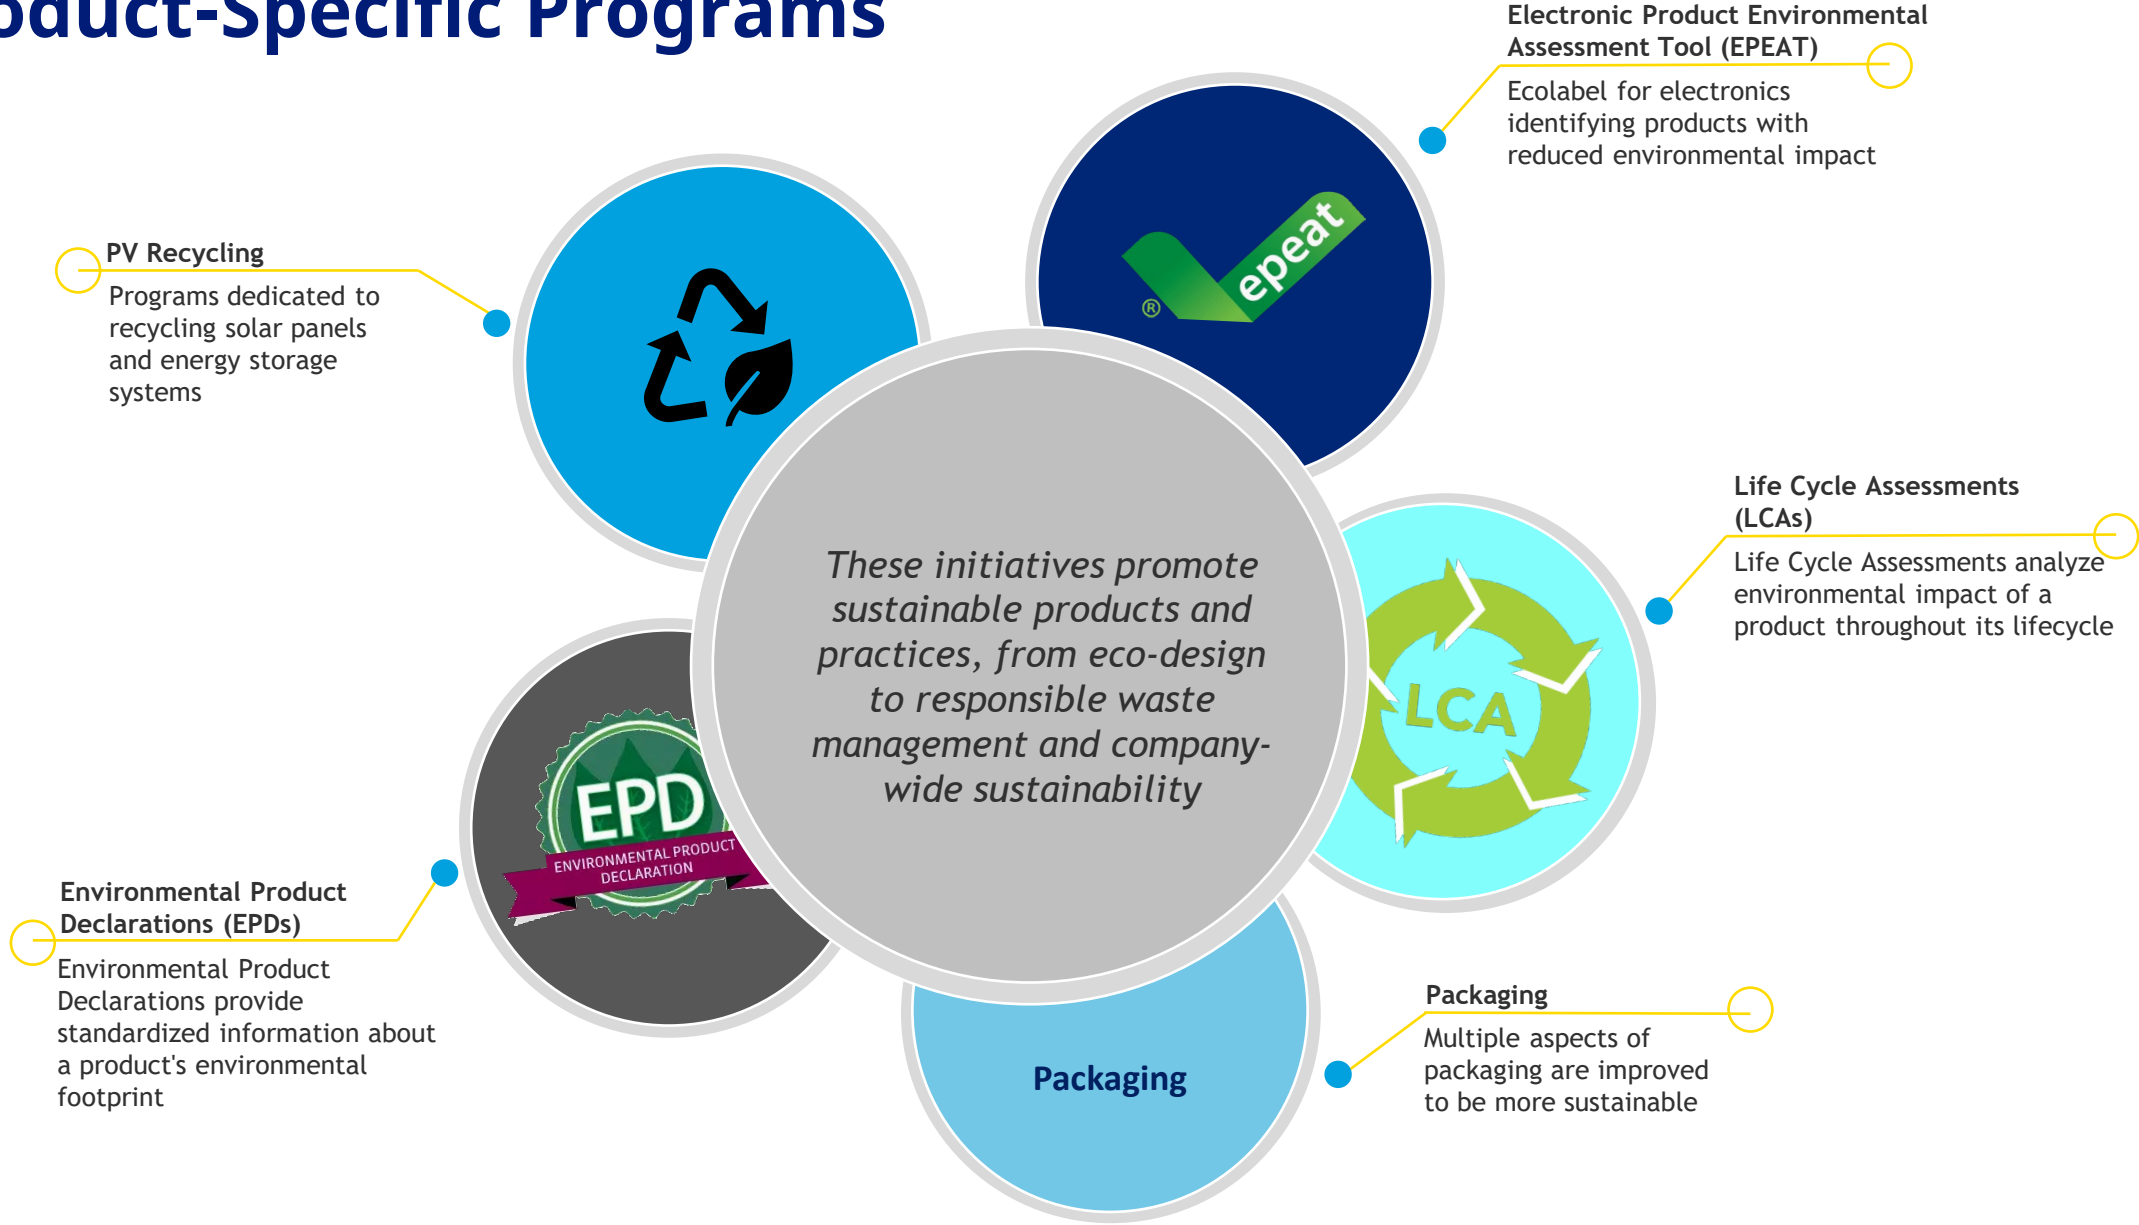 oduct-Specific Programs
Electronic Product Environmental
Assessment Tool (EPEAT)
Ecolabel for electronics
identifying products with
reduced environmental impact
epeat
®
PV Recycling
Programs dedicated to
recycling solar panels
and energy storage
systems
Life Cycle Assessments
(LCAs)
Life Cycle Assessments analyze
environmental impact of a
product throughout its lifecycle
LCA
These initiatives promote
sustainable products and
practices, from eco-design
to responsible waste
management and company-
wide sustainability
EPD
ENVIRONMENTAL PRODUCT
DECLARATION
Environmental Product
Declarations (EPDs)
Environmental Product
Declarations provide
standardized information about
a product's environmental
footprint
Packaging
Multiple aspects of
packaging are improved
to be more sustainable
Packaging